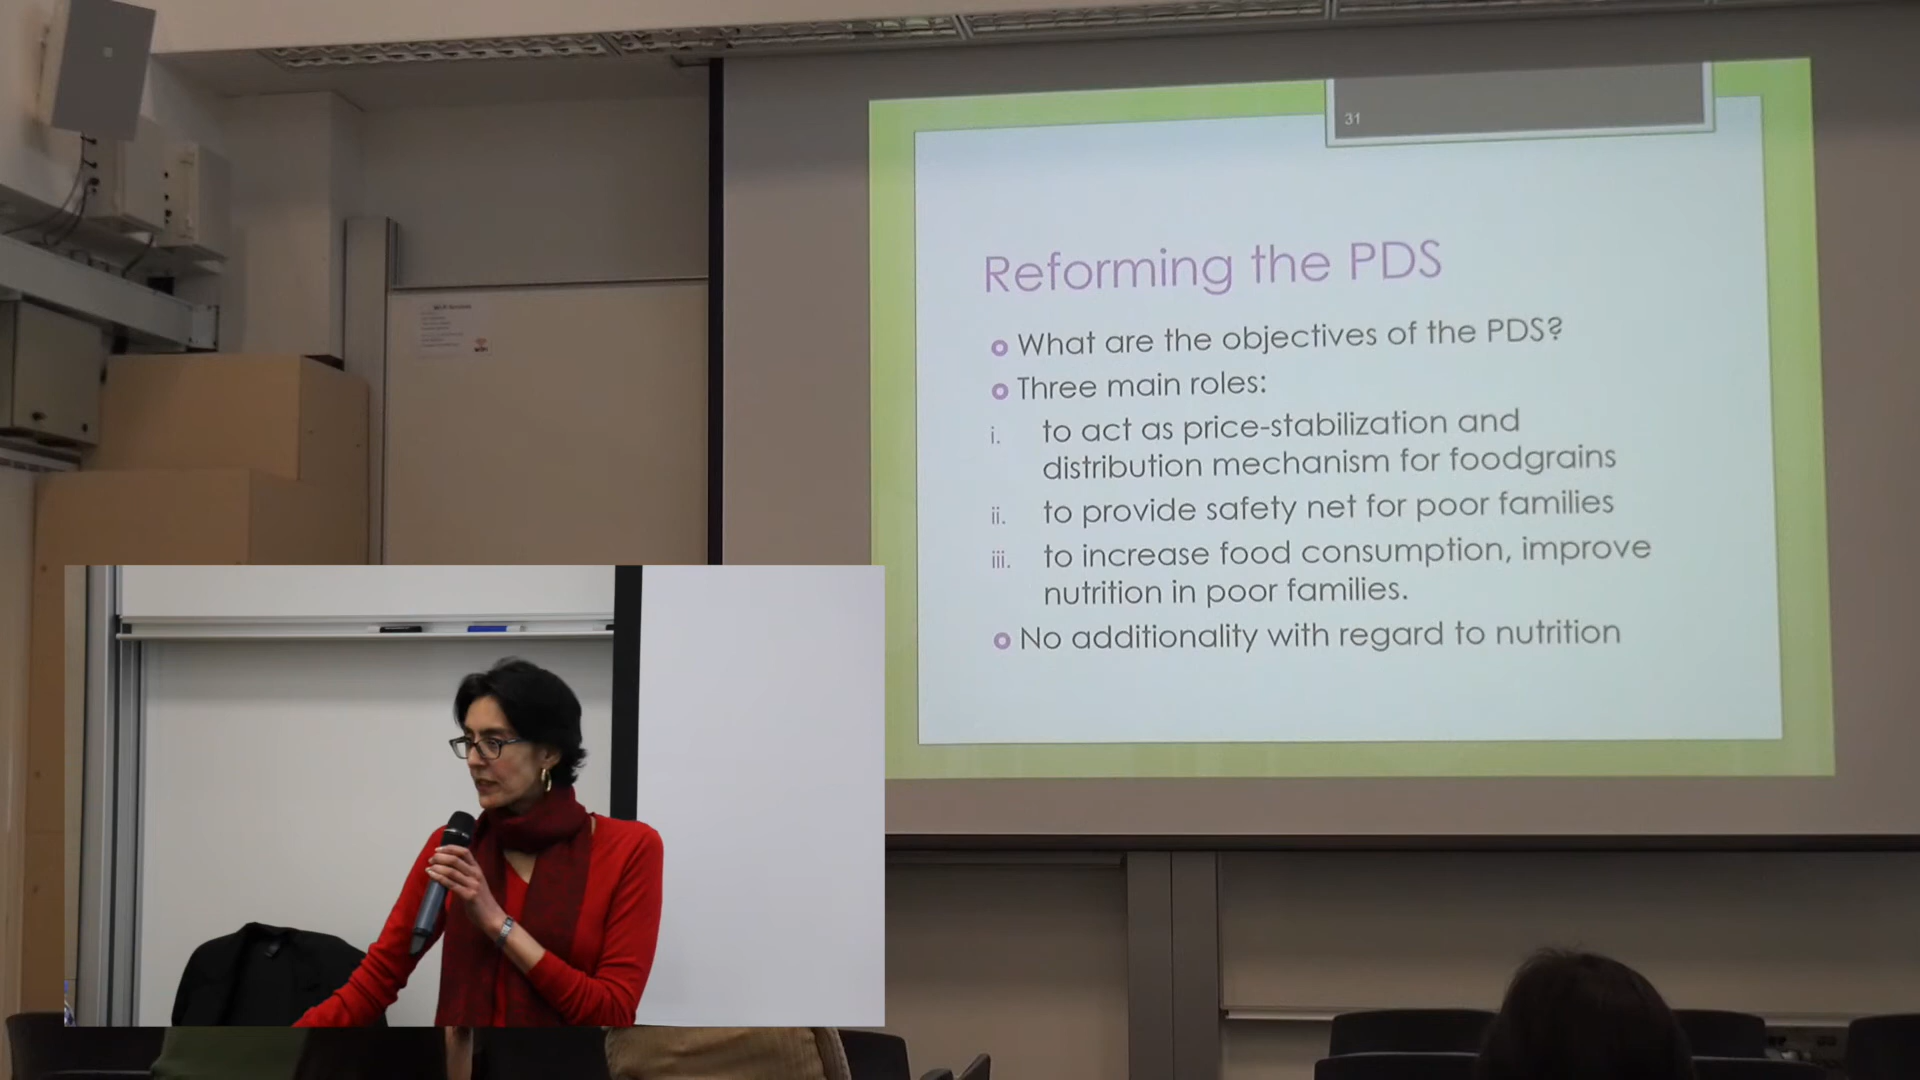 31
Reforming the PDS
What are the objectives of the PDS?
Three main roles:
i. to act as price-stabilization and
distribution mechanism for foodgrains
ii. to provide safety net for poor families
iii. to increase food consumption, improve
nutrition in poor families.
No additionality with regard to nutrition